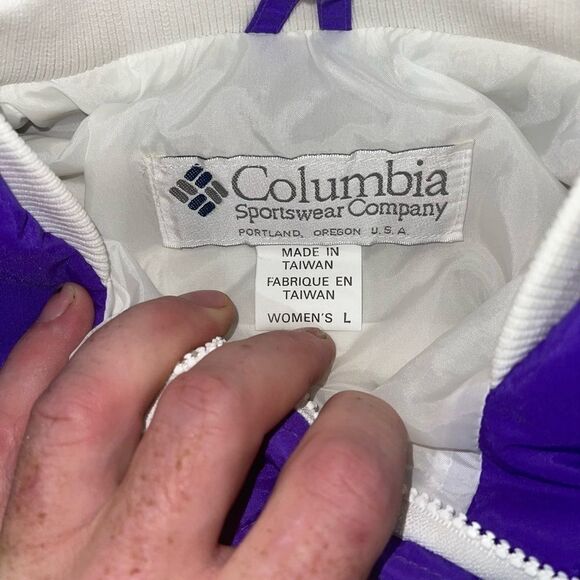 Columbia
Sportswear Company
PORTLAND, OREGON U.S.A
MADE IN
TAIWAN
FABRIQUE EN
TAIWAN
WOMEN'S L